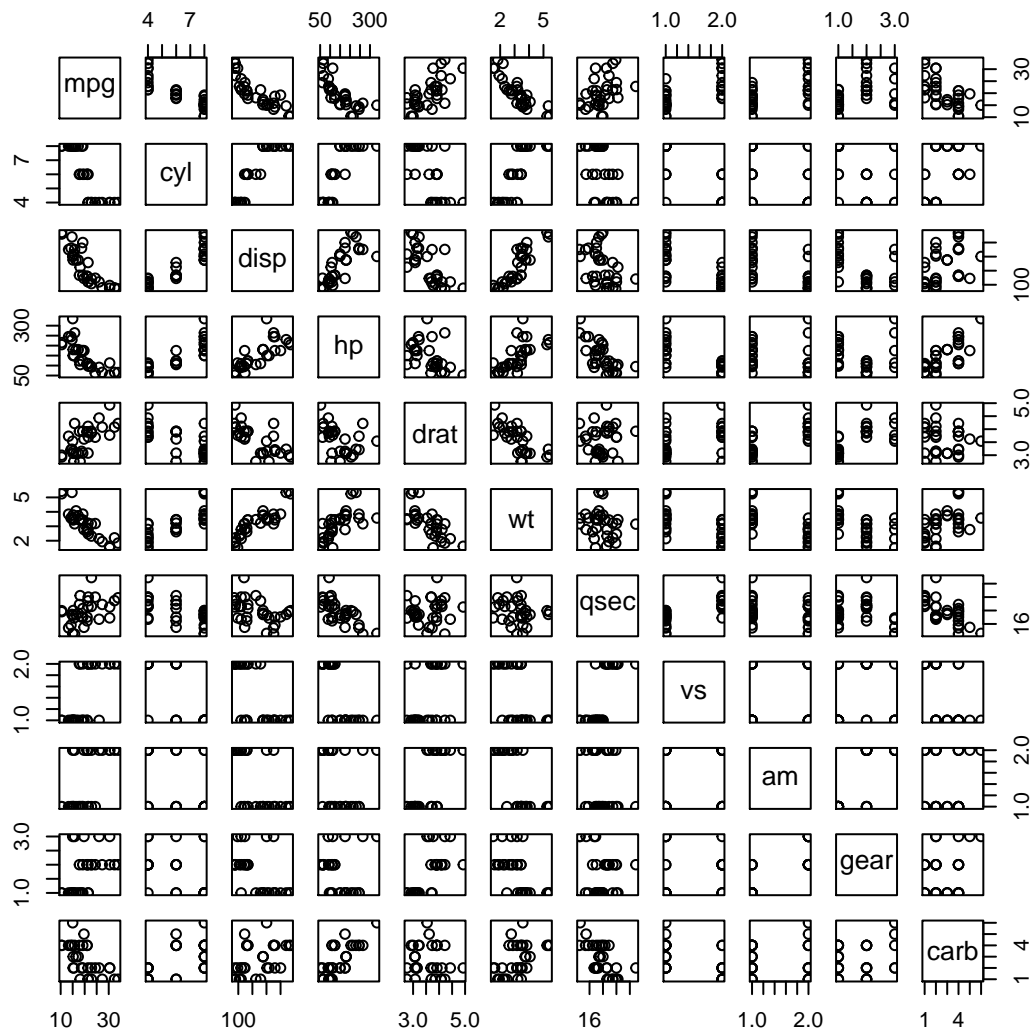 4 7 50 300 2 5 1.0 2.0 1.0 3.0
mpg 10 30
4 7 cyl
disp 100
50 300 hp
drat 3.0 5.0
2 5 wt
qsec 16
1.0 2.0 vs
am 1.0 2.0
1.0 3.0 gear
carb 1 4
10 30 100 3.0 5.0 16 1.0 2.0 1 4